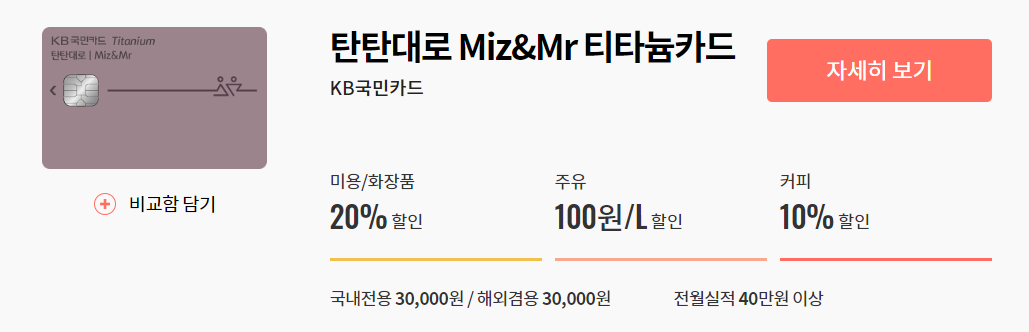 KB국민카드 Titanium
탄탄대로 | Miz&Mr
비교함 담기
탄탄대로 Miz&Mr 티타늄카드
KB국민카드
자세히 보기
미용/화장품
20% 할인
주유
100원/L 할인
커피
10% 할인
국내전용 30,000원 / 해외겸용 30,000원
전월실적 40만원 이상